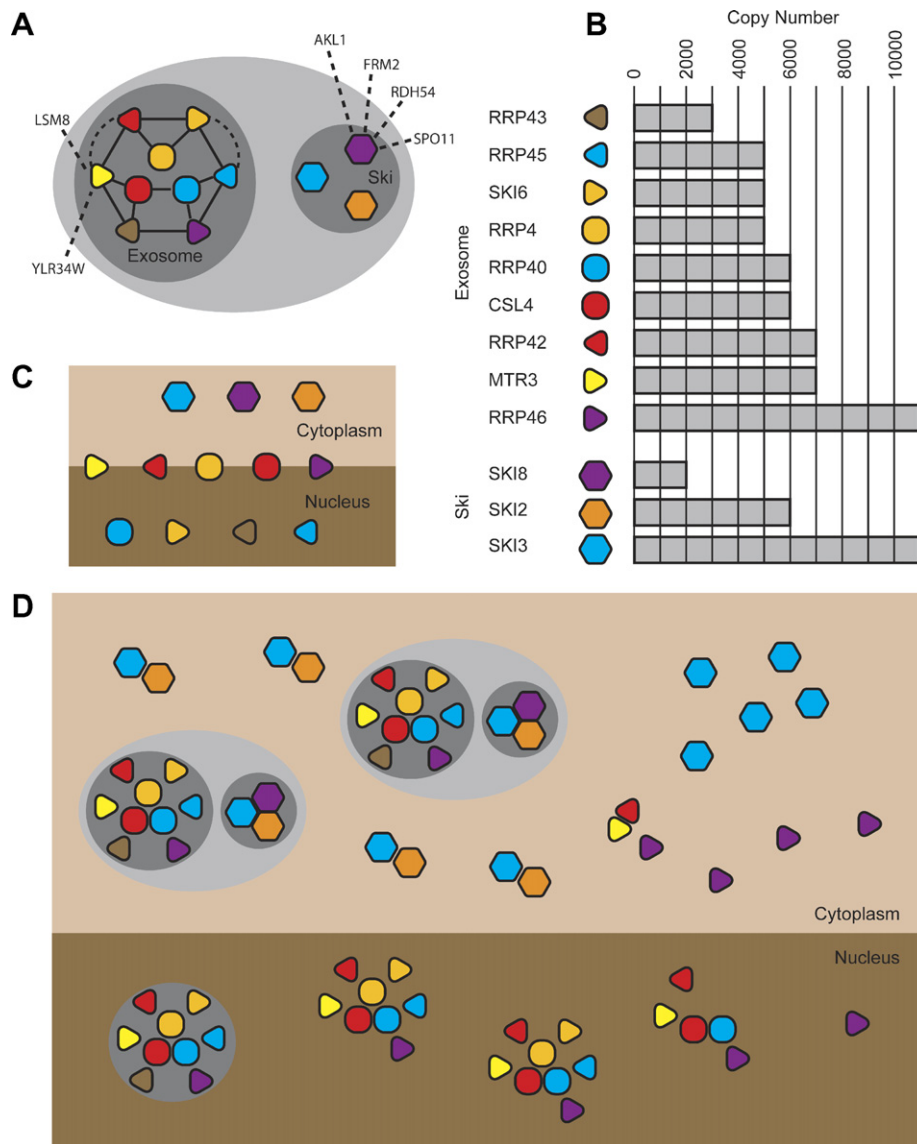 A
AKL1
FRM2
RDH54
SPO11
LSM8
Ski
Exosome
YLR34W
B
Copy Number
0
2000
4000
6000
8000
10000
Exosome
RRP43
RRP45
SKI6
RRP4
RRP40
CSL4
RRP42
MTR3
RRP46
Ski
SKI8
SKI2
SKI3
C
Cytoplasm
Nucleus
D
Cytoplasm
Nucleus